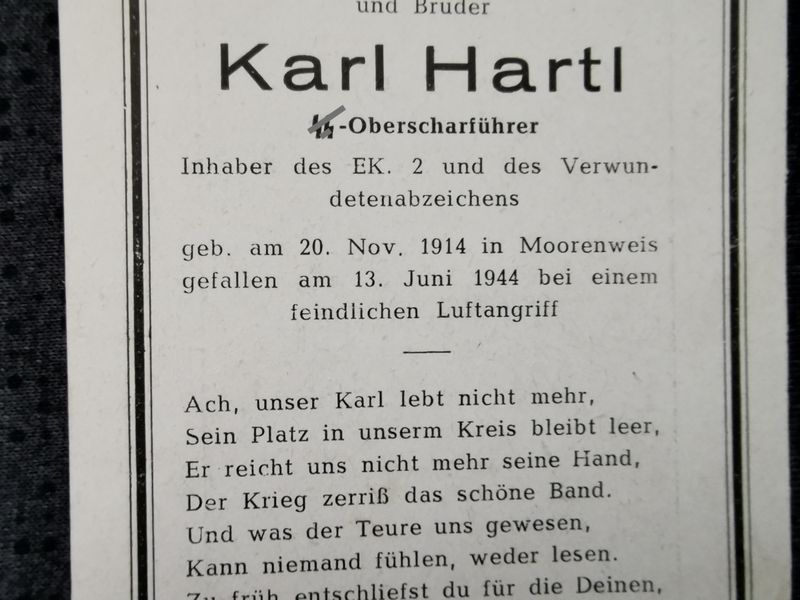 und Bruder
Karl Hartl
ϟϟ-Oberscharführer
Inhaber des EK. 2 und des Verwun-
detenabzeichens
geb. am 20. Nov. 1914 in Moorenweis
gefallen am 13. Juni 1944 bei einem
feindlichen Luftangriff
Ach, unser Karl lebt nicht mehr,
Sein Platz in unserm Kreis bleibt leer,
Er reicht uns nicht mehr seine Hand,
Der Krieg zerriß das schöne Band.
Und was der Teure uns gewesen,
Kann niemand fühlen, weder lesen.
Zu früh entschliefst du für die Deinen,